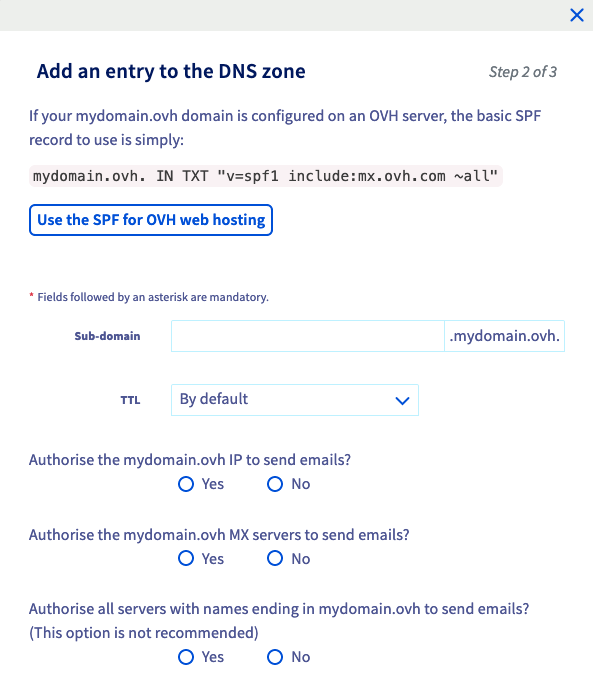 Add an entry to the DNS zone
Step 2 of 3
If your mydomain.ovh domain is configured on an OVH server, the basic SPF
record to use is simply:
mydomain.ovh. IN TXT "v=spf1 include:mx.ovh.com ~all"
Use the SPF for OVH web hosting
* Fields followed by an asterisk are mandatory.
Sub-domain
.mydomain.ovh.
TTL
By default
Authorise the mydomain.ovh IP to send emails?
Yes No
Authorise the mydomain.ovh MX servers to send emails?
Yes No
Authorise all servers with names ending in mydomain.ovh to send emails?
(This option is not recommended)
Yes No